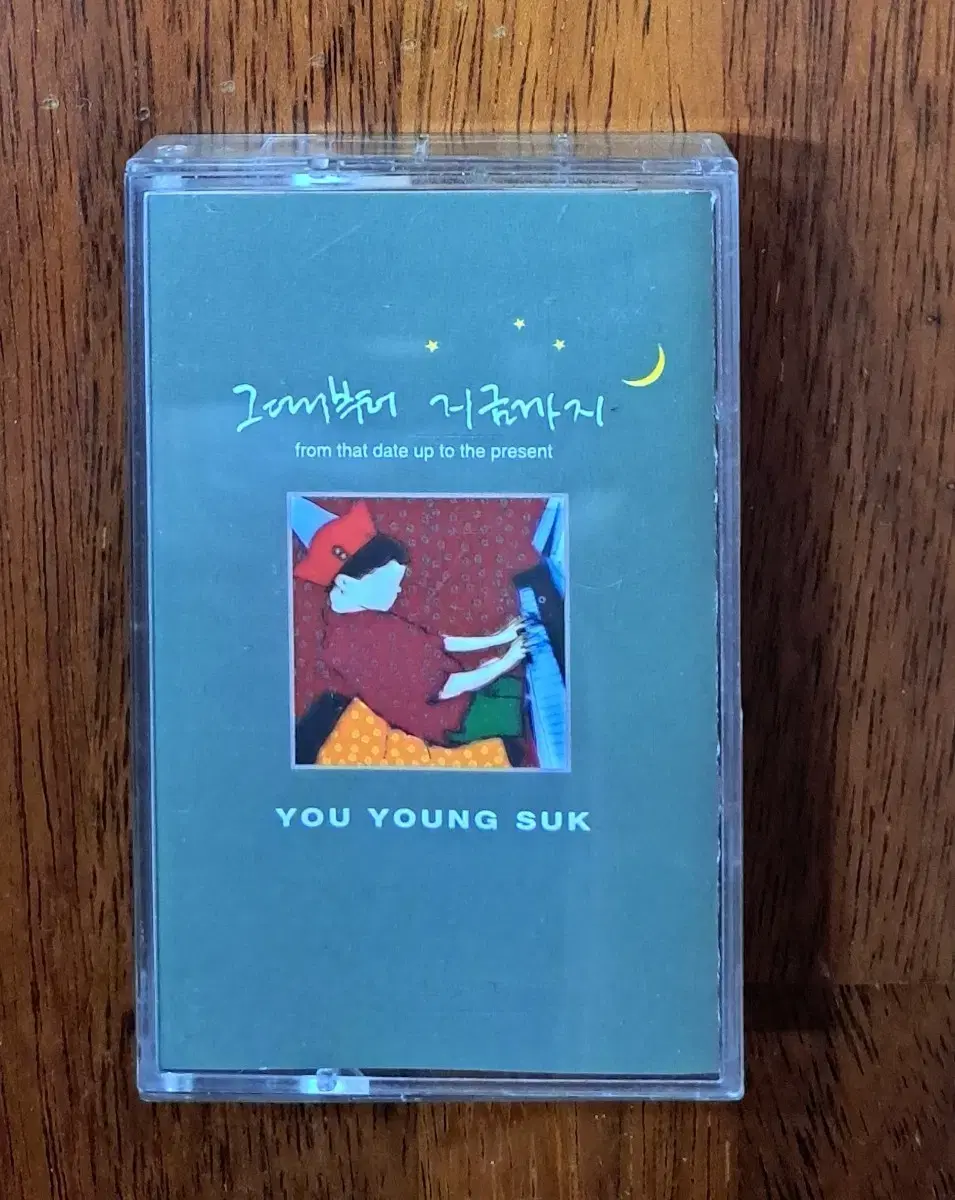 그때부터 지금까지
from that date up to the present
YOU YOUNG SUK